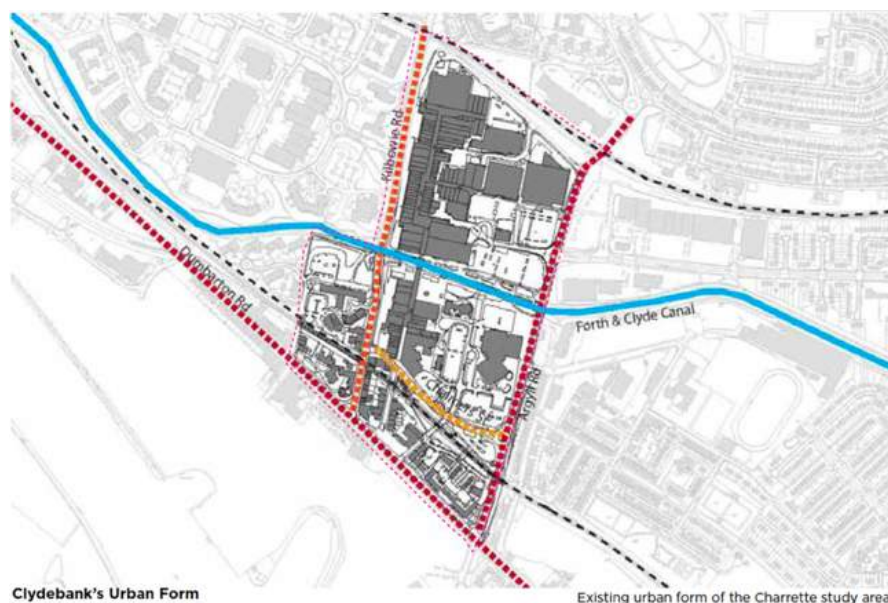 Kilbowie Rd
Dumbarton Rd
Forth & Clyde Canal
Argyll Rd
Clydebank's Urban Form
Existing urban form of the Charrette study area